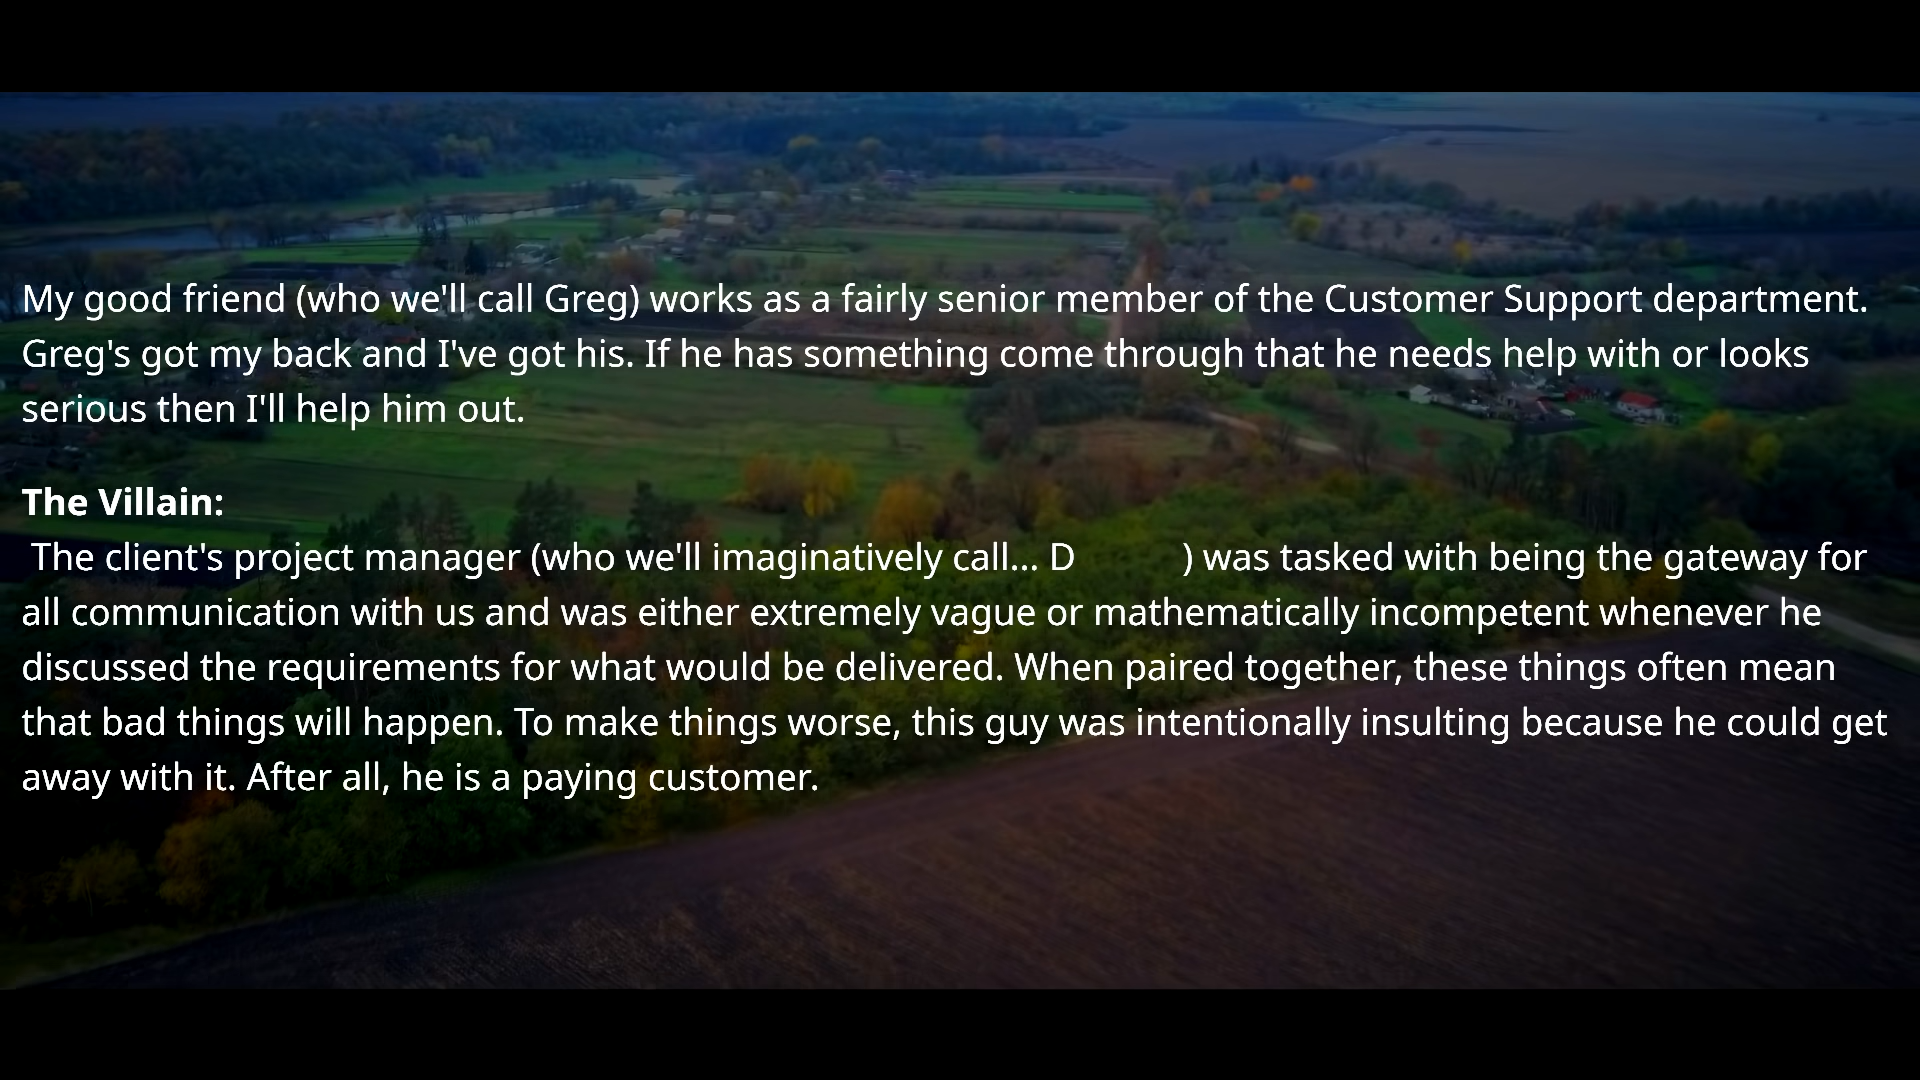 My good friend (who we'll call Greg) works as a fairly senior member of the Customer Support department.
Greg's got my back and I've got his. If he has something come through that he needs help with or looks
serious then I'll help him out.
The Villain:
The client's project manager (who we'll imaginatively call... D ) was tasked with being the gateway for
all communication with us and was either extremely vague or mathematically incompetent whenever he
discussed the requirements for what would be delivered. When paired together, these things often mean
that bad things will happen. To make things worse, this guy was intentionally insulting because he could get
away with it. After all, he is a paying customer.